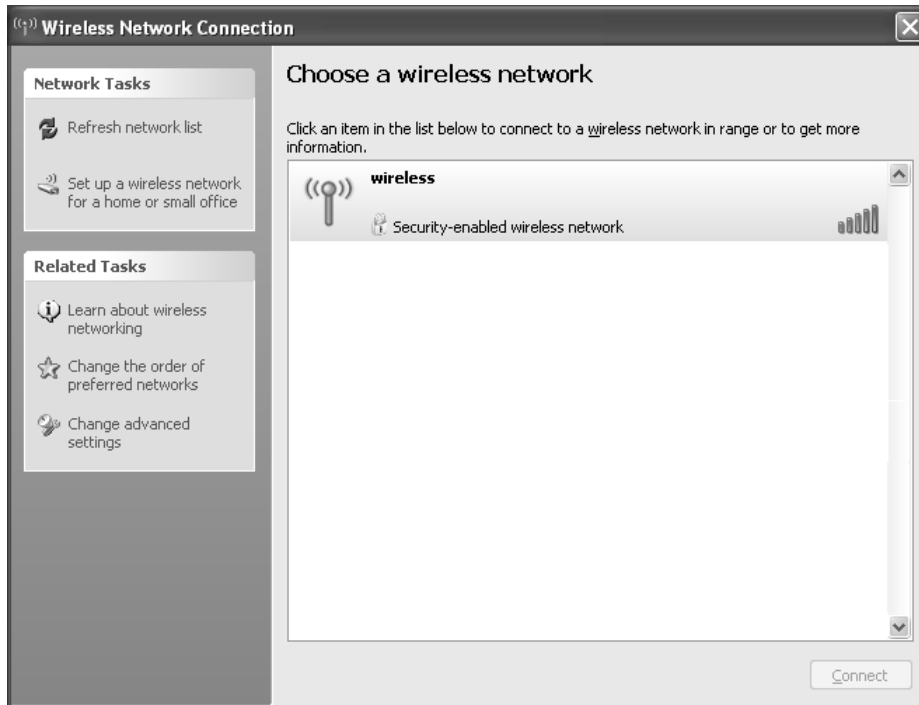 Wireless Network Connection
Network Tasks
Refresh network list
Set up a wireless network
for a home or small office
Related Tasks
Learn about wireless
networking
Change the order of
preferred networks
Change advanced
settings
Choose a wireless network
Click an item in the list below to connect to a wireless network in range or to get more
information.
wireless
Security-enabled wireless network
Connect